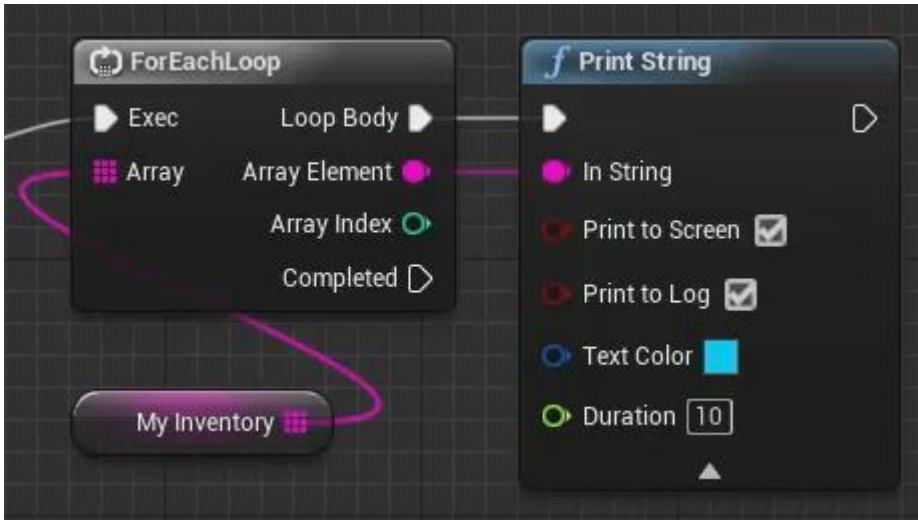 ForEachLoop
Exec
Loop Body
Array
Array Element
Array Index
Completed
My Inventory
f Print String
In String
Print to Screen
Print to Log
Text Color
Duration 10